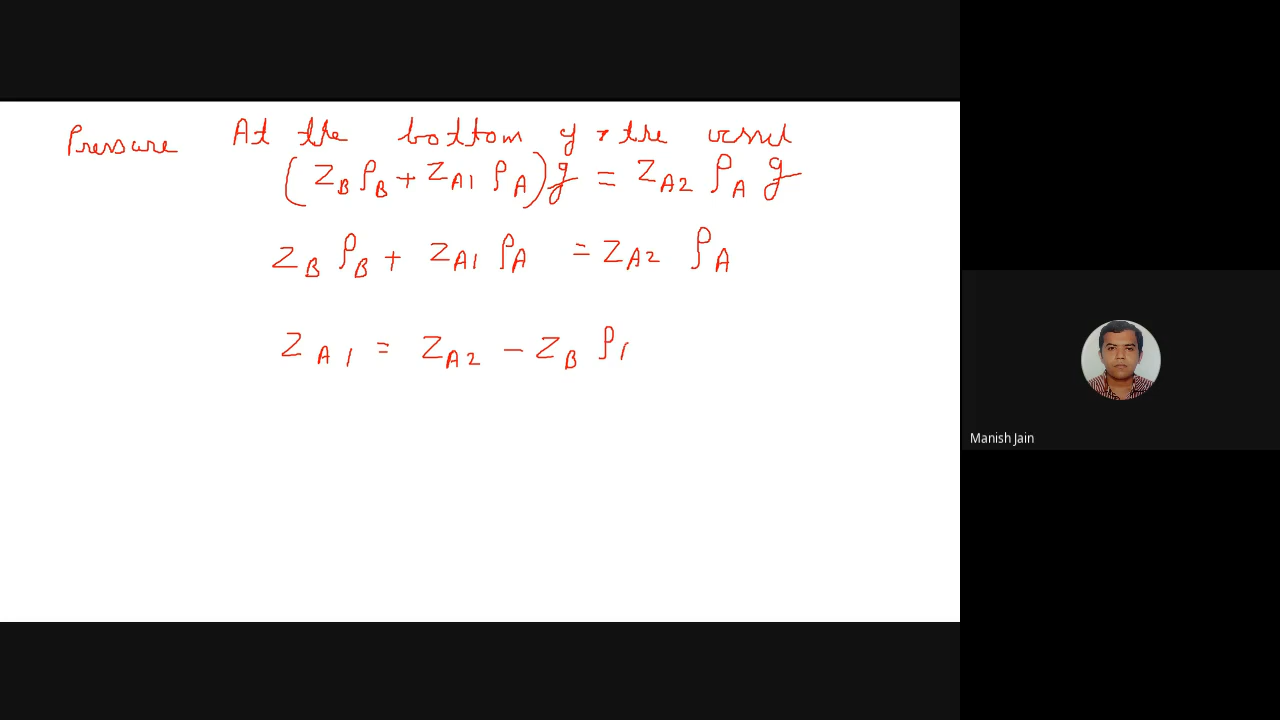 Pressure At the bottom of the vessel
(Z_B ρ_B + Z_A1 ρ_A) g = Z_A2 ρ_A g
Z_B ρ_B + Z_A1 ρ_A = Z_A2 ρ_A
Z_A1 = Z_A2 - Z_B ρ
Manish Jain